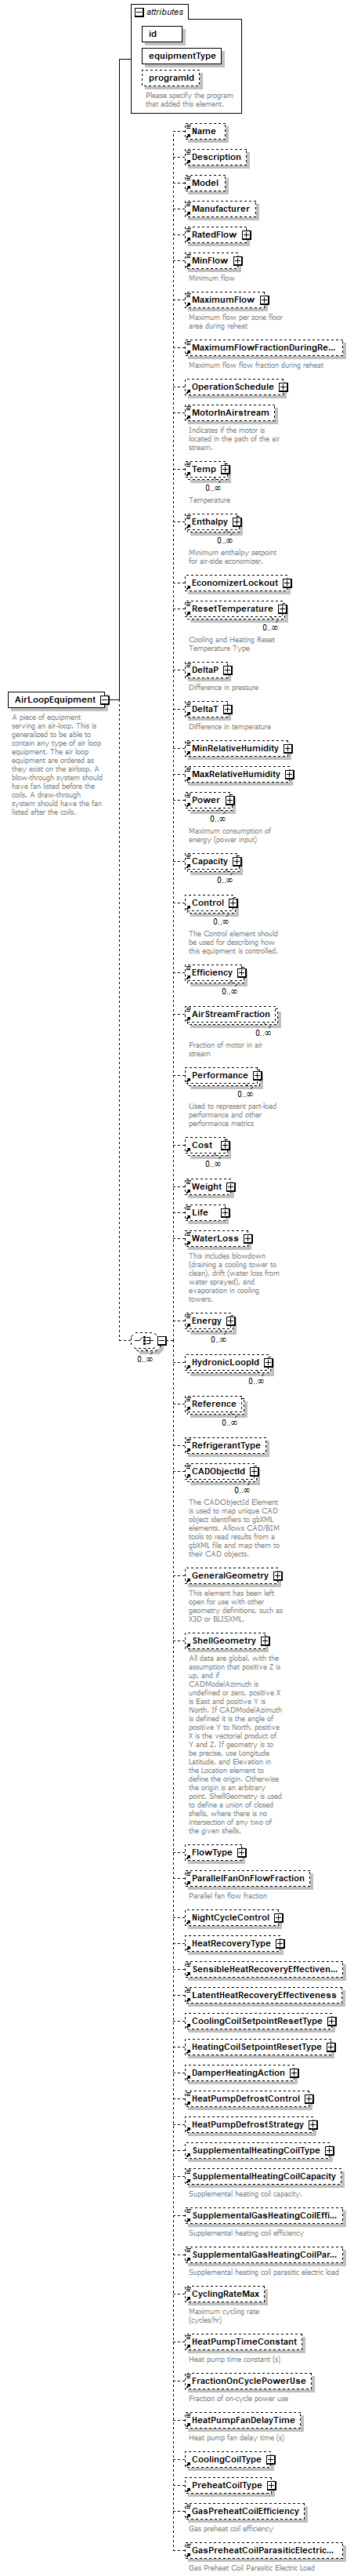 attributes
id
equipmentType
programId
Please specify the program
that added this element.
Name
Description
Model
Manufacturer
RatedFlow
MinFlow
Minimum flow
MaximumFlow
Maximum flow per zone floor
area during reheat
MaximumFlowFractionDuringRe...
Maximum flow flow fraction during reheat
OperationSchedule
MotorInAirstream
Indicates if the motor is
located in the path of the air
stream.
Temp
0..∞
Temperature
Enthalpy
0..∞
Minimum enthalpy setpoint
for air-side economizer.
EconomizerLockout
ResetTemperature
0..∞
Cooling and Heating Reset
Temperature Type
DeltaP
Difference in pressure
AirLoopEquipment
A piece of equipment
serving an air-loop. This is
generalized to be able to
contain any type of air loop
equipment. The air loop
equipment are ordered as
they exist on the airloop. A
blow-through system should
have fan listed before the
coils. A draw-through
system should have the fan
listed after the coils.
DeltaT
Difference in temperature
MinRelativeHumidity
MaxRelativeHumidity
Power
0..∞
Maximum consumption of
energy (power input)
Capacity
0..∞
Control
0..∞
The Control element should
be used for describing how
this equipment is controlled.
Efficiency
0..∞
AirStreamFraction
0..∞
Fraction of motor in air
stream
Performance
0..∞
Used to represent part-load
performance and other
performance metrics
Cost
0..∞
Weight
Life
WaterLoss
This includes blowdown
(draining a cooling tower to
clean), drift (water loss from
water sprayed), and
evaporation in cooling
towers.
Energy
0..∞
0..∞
HydronicLoopId
0..∞
Reference
0..∞
RefrigerantType
CADObjectId
0..∞
The CADObjectId Element
is used to map unique CAD
object identifiers to gbXML
elements. Allows CAD/BIM
tools to read results from a
gbXML file and map them to
their CAD objects.
GeneralGeometry
This element has been left
open for use with other
geometry definitions, such as
X3D or BLISXML.
ShellGeometry
All data are global, with the
assumption that positive Z is
up, and if
CADModelAzimuth is
undefined or zero, positive X
is East and positive Y is
North. If CADModelAzimuth
is defined it is the angle of
positive Y to North, positive
X is the vectorial product of
Y and Z. If geometry is to
be precise, use Longitude
Latitude, and Elevation in
the Location element to
define the origin. Otherwise
the origin is an arbitrary
point. ShellGeometry is used
to define a union of closed
shells, where there is no
intersection of any two of
the given shells.
FlowType
ParallelFanOnFlowFraction
Parallel fan flow fraction
NightCycleControl
HeatRecoveryType
SensibleHeatRecoveryEffectiven...
LatentHeatRecoveryEffectiveness
CoolingCoilSetpointResetType
HeatingCoilSetpointResetType
DamperHeatingAction
HeatPumpDefrostControl
HeatPumpDefrostStrategy
SupplementalHeatingCoilType
SupplementalHeatingCoilCapacity
Supplemental heating coil capacity.
SupplementalGasHeatingCoilEffi...
Supplemental heating coil efficiency
SupplementalGasHeatingCoilPar...
Supplemental heating coil parasitic electric load
CyclingRateMax
Maximum cycling rate
(cycles/hr)
HeatPumpTimeConstant
Heat pump time constant (s)
FractionOnCyclePowerUse
Fraction of on-cycle power use
HeatPumpFanDelayTime
Heat pump fan delay time (s)
CoolingCoilType
PreheatCoilType
GasPreheatCoilEfficiency
Gas preheat coil efficiency
GasPreheatCoilParasiticElectric...
Gas Preheat Coil Parasitic Electric Load